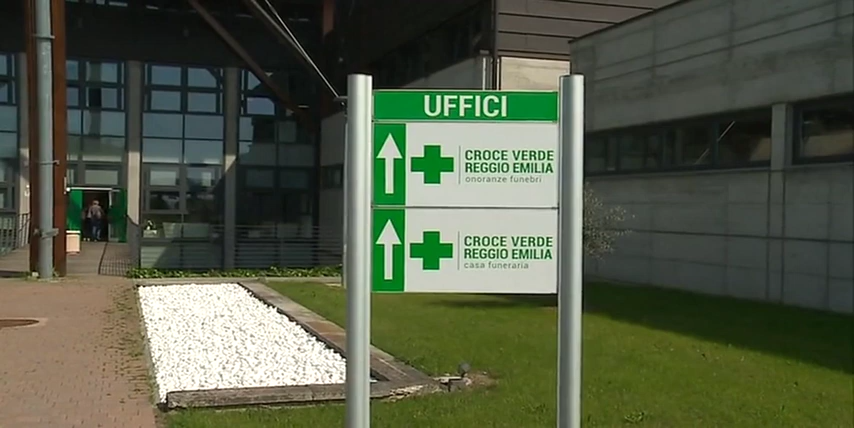 UFFICI
CROCE VERDE
REGGIO EMILIA
onoranze funebri
CROCE VERDE
REGGIO EMILIA
casa funeraria